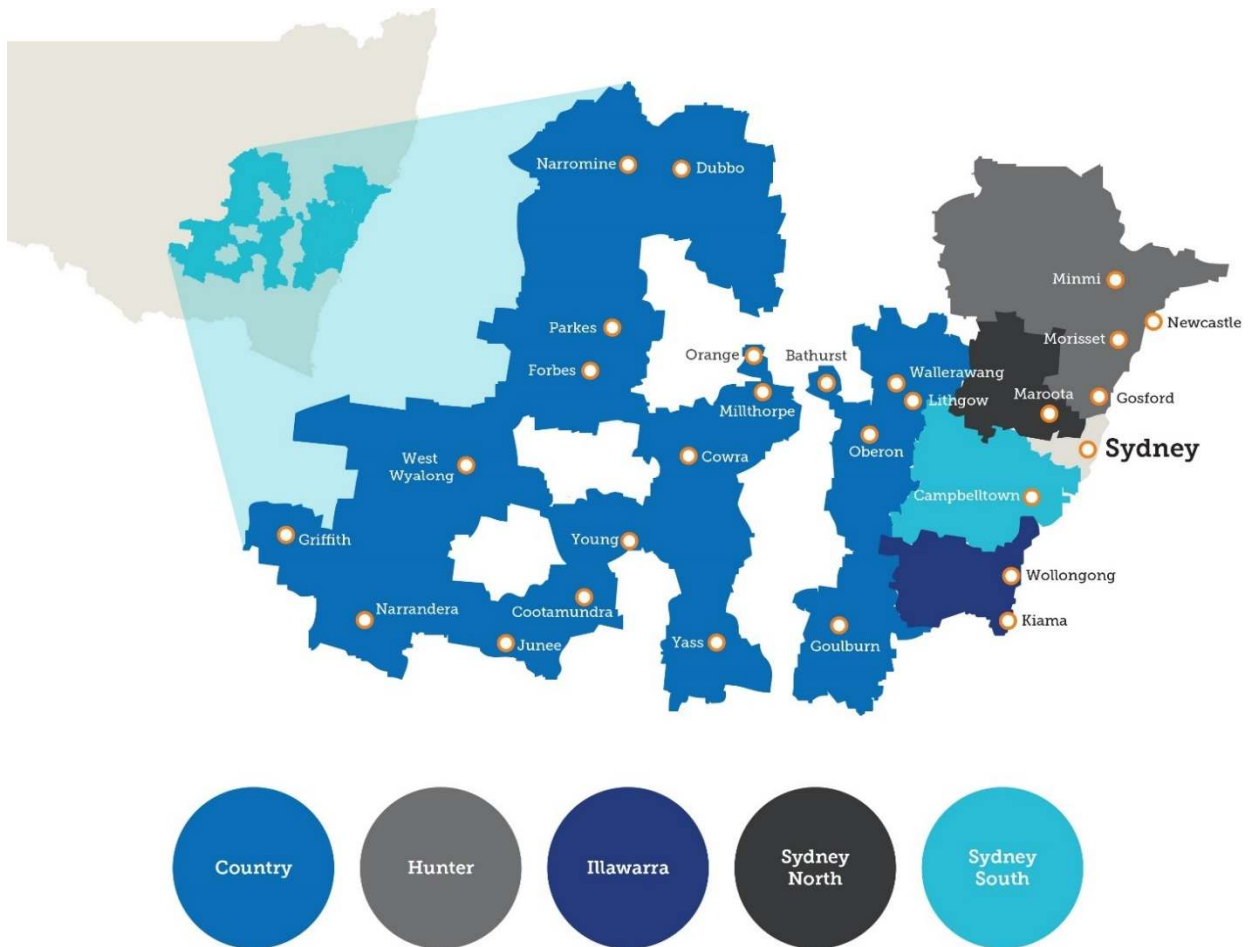 Narromine
Dubbo
Minmi
Newcastle
Parkes
Morisset
Orange
Bathurst
Forbes
Wallerawang
Millthorpe
Lithgow
Maroota
Gosford
Oberon
Sydney
West
Wyalong
Cowra
Campbelltown
Griffith
Young
Wollongong
Narrandera
Cootamundra
Kiama
Junee
Yass
Goulburn
Country
Hunter
Illawarra
Sydney
North
Sydney
South